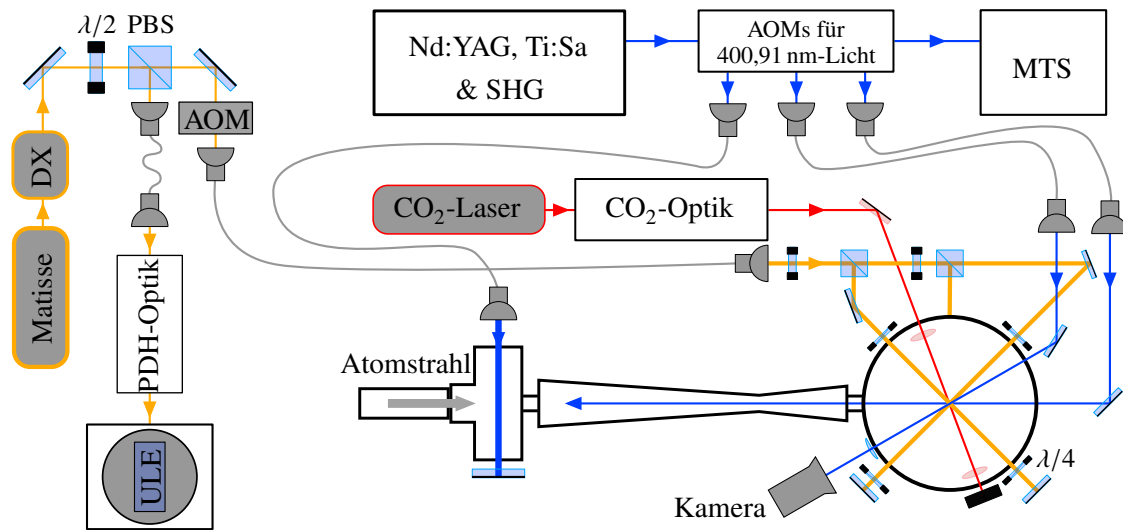 λ/2
PBS
AOM
DX
Matisse
PDH-Optik
ULE
Nd:YAG, Ti:Sa
& SHG
AOMs für
400,91 nm-Licht
MTS
CO₂-Laser
CO₂-Optik
Atomstrahl
Kamera
λ/4